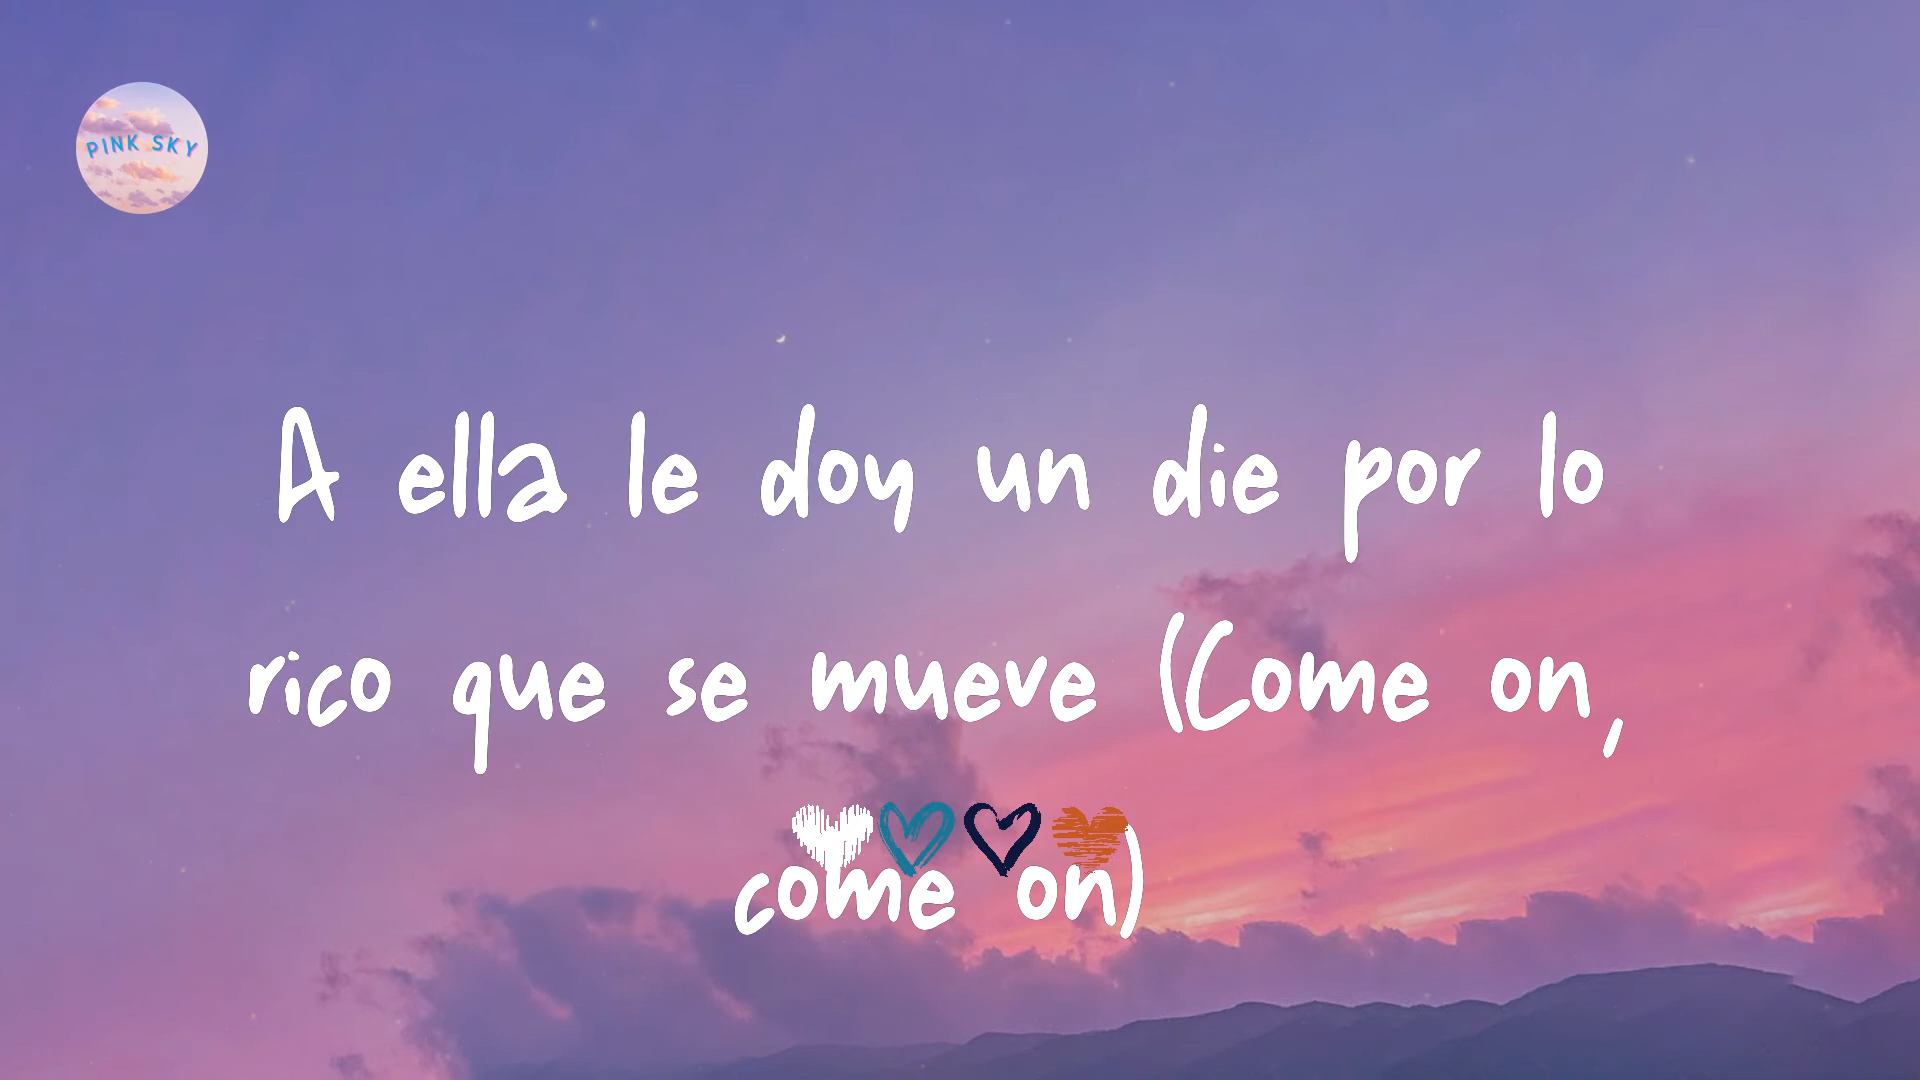 PINK SKY
A ella le doy un die por lo
rico que se mueve (Come on,
come on)